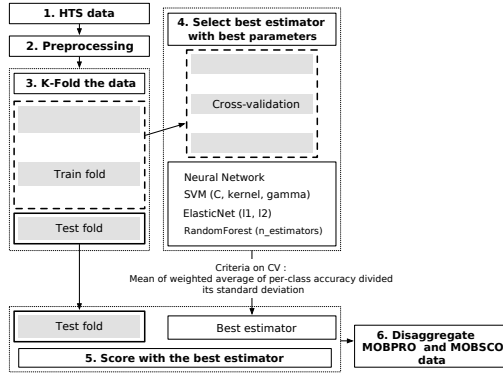 1. HTS data
2. Preprocessing
3. K-Fold the data
Train fold
Test fold
4. Select best estimator
with best parameters
Cross-validation
Neural Network
SVM (C, kernel, gamma)
ElasticNet (l1, l2)
RandomForest (n_estimators)
Criteria on CV :
Mean of weighted average of per-class accuracy divided
its standard deviation
Test fold
Best estimator
5. Score with the best estimator
6. Disaggregate
MOBPRO and MOBSCO
data